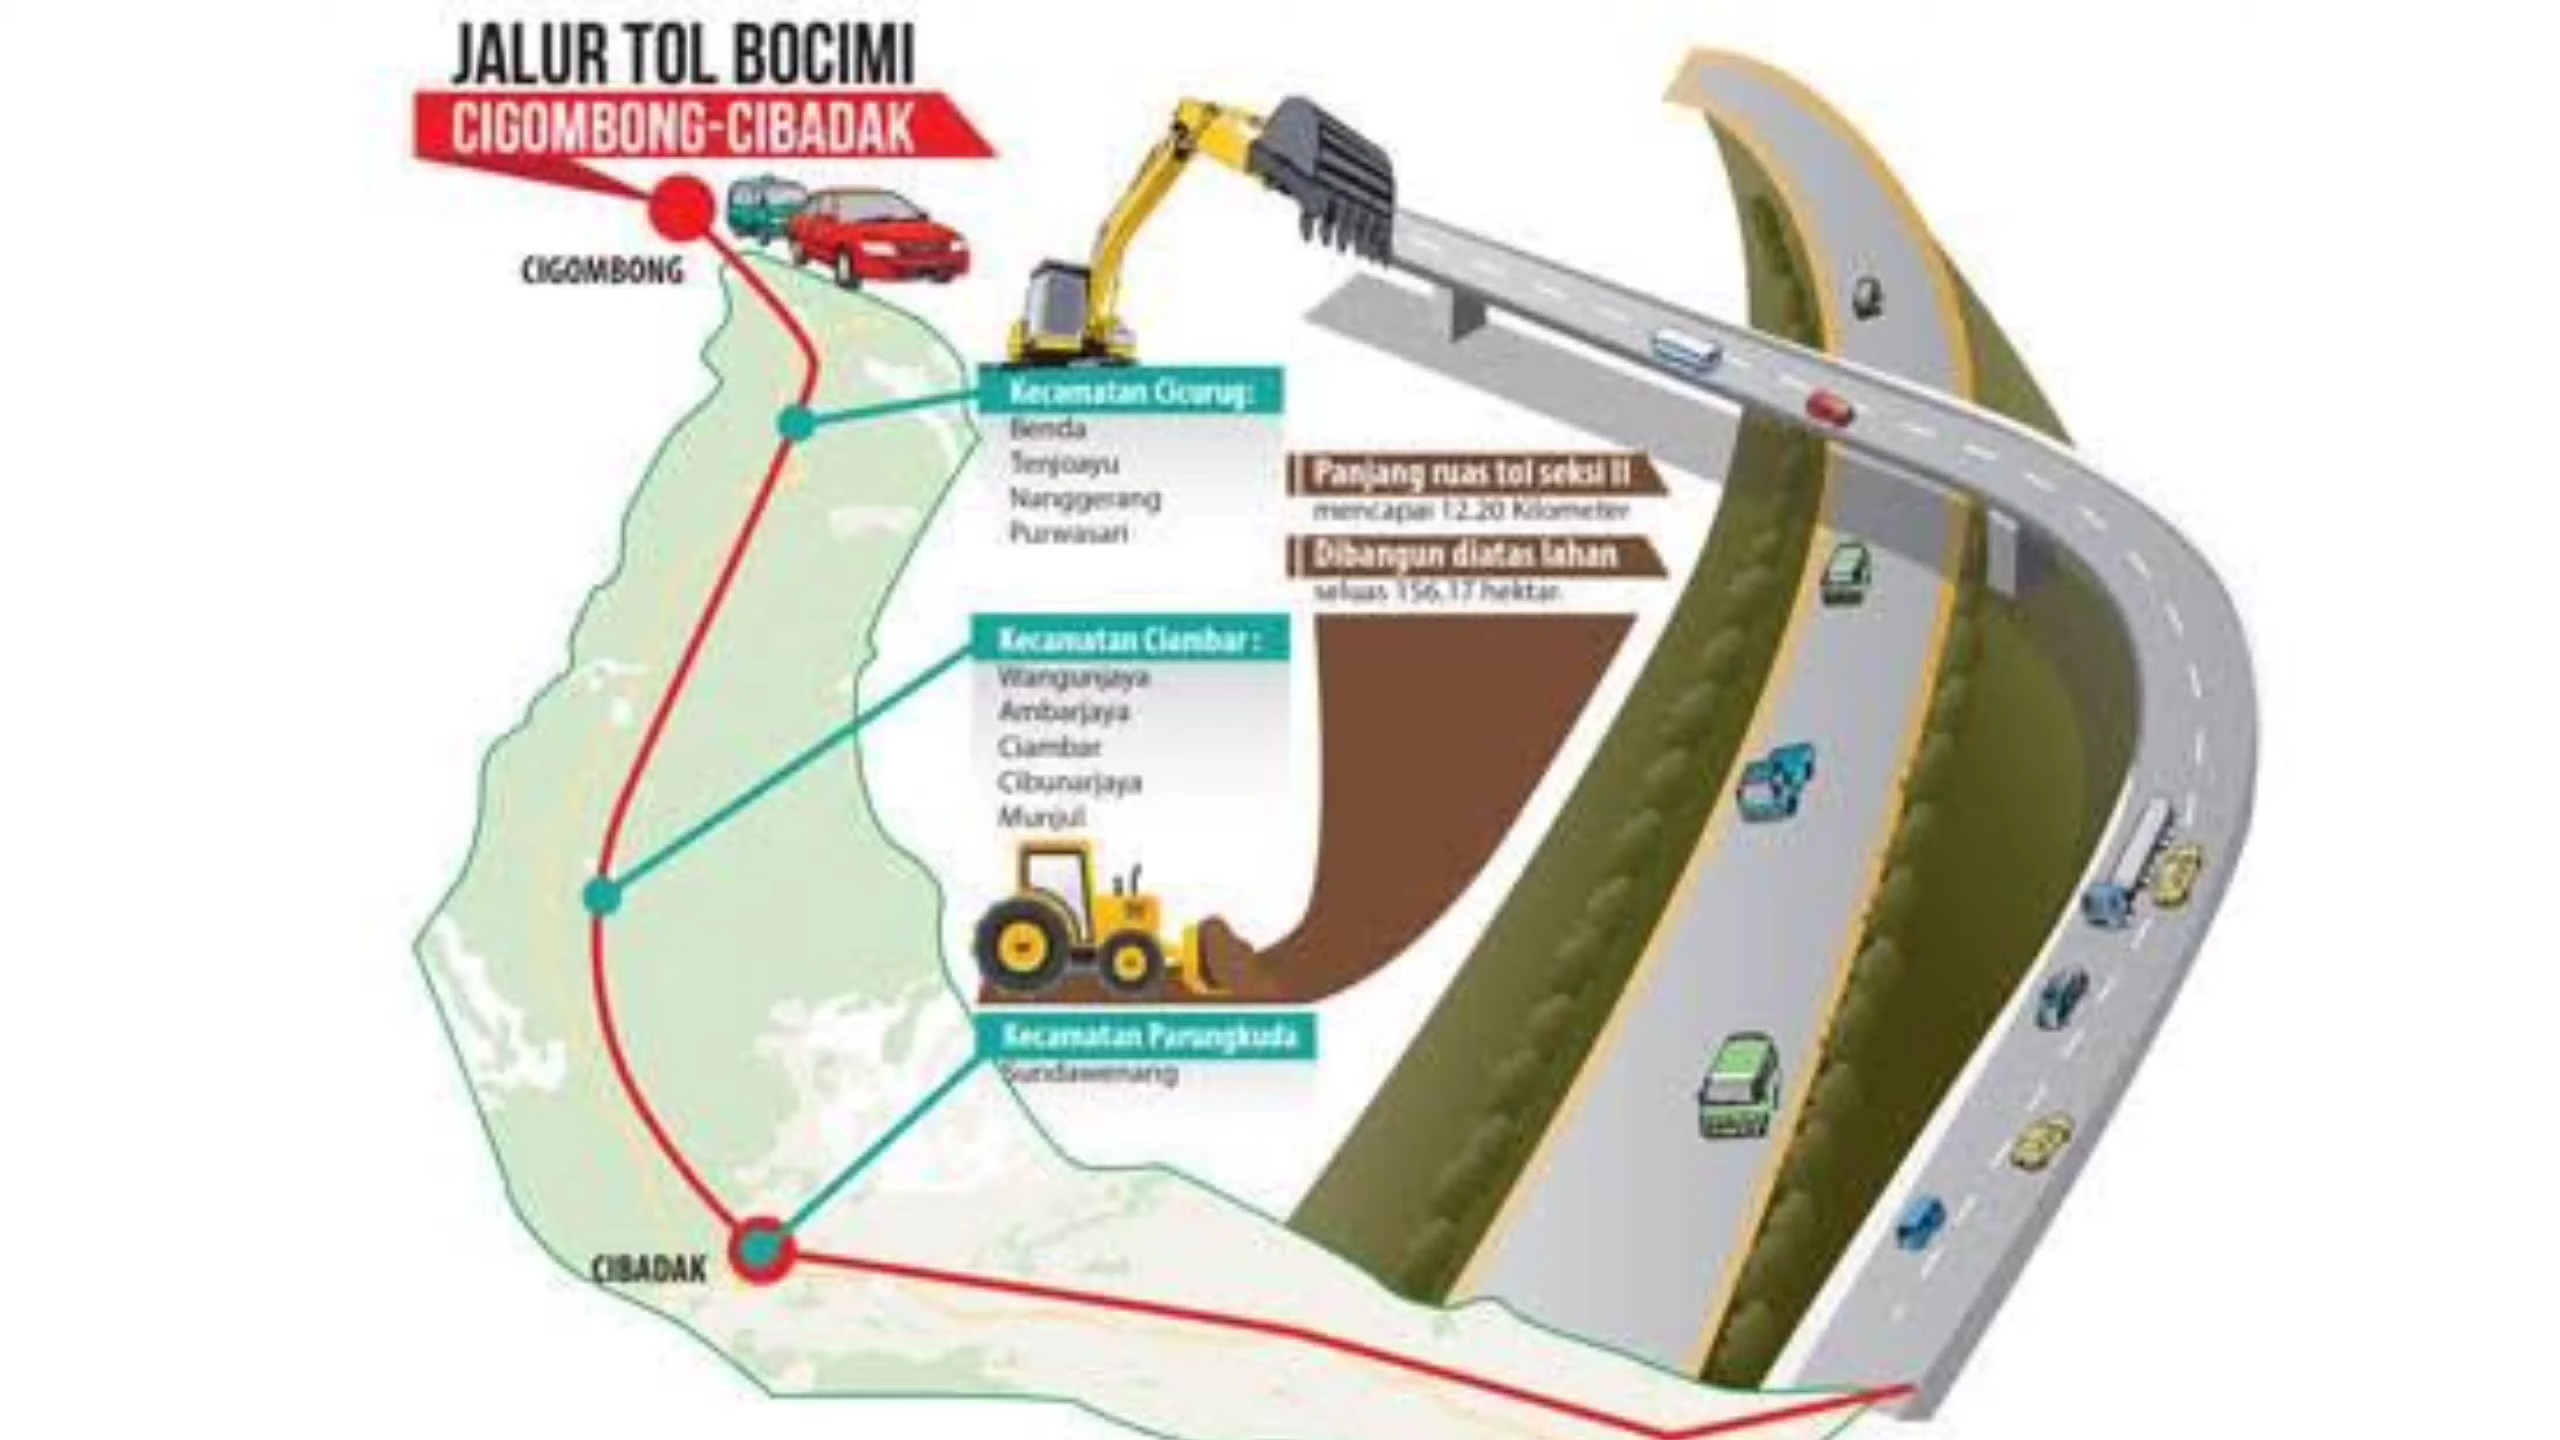 JALUR TOL BOCIMI
CIGOMBONG-CIBADAK
CIGOMBONG
Kecamatan Cicurug:
Benda
Tenjoayu
Nanggerang
Purwasari
Panjang ruas tol seksi II
mencapai 12.20 Kilometer
Dibangun diatas lahan
seluas 156.17 hektar.
Kecamatan Ciambar :
Wangunjaya
Ambarjaya
Ciambar
Cibunarjaya
Munjul
Kecamatan Parungkuda
Sundawenang
CIBADAK